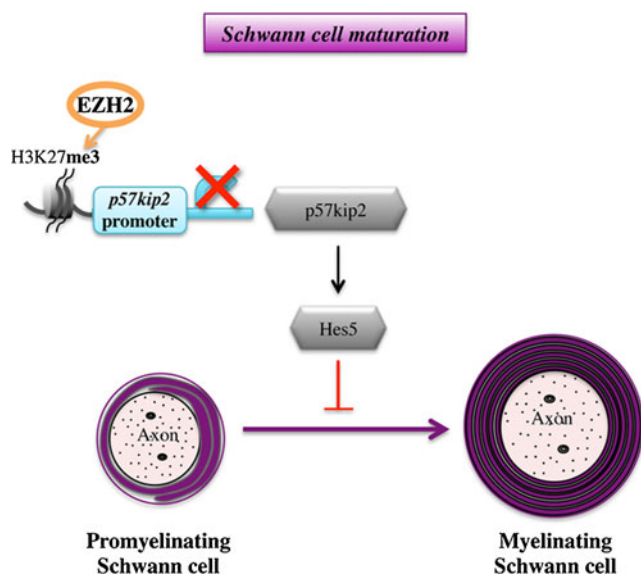 Schwann cell maturation
EZH2
H3K27me3
p57kip2
promoter
p57kip2
Hes5
Axon
Axon
Promyelinating
Schwann cell
Myelinating
Schwann cell